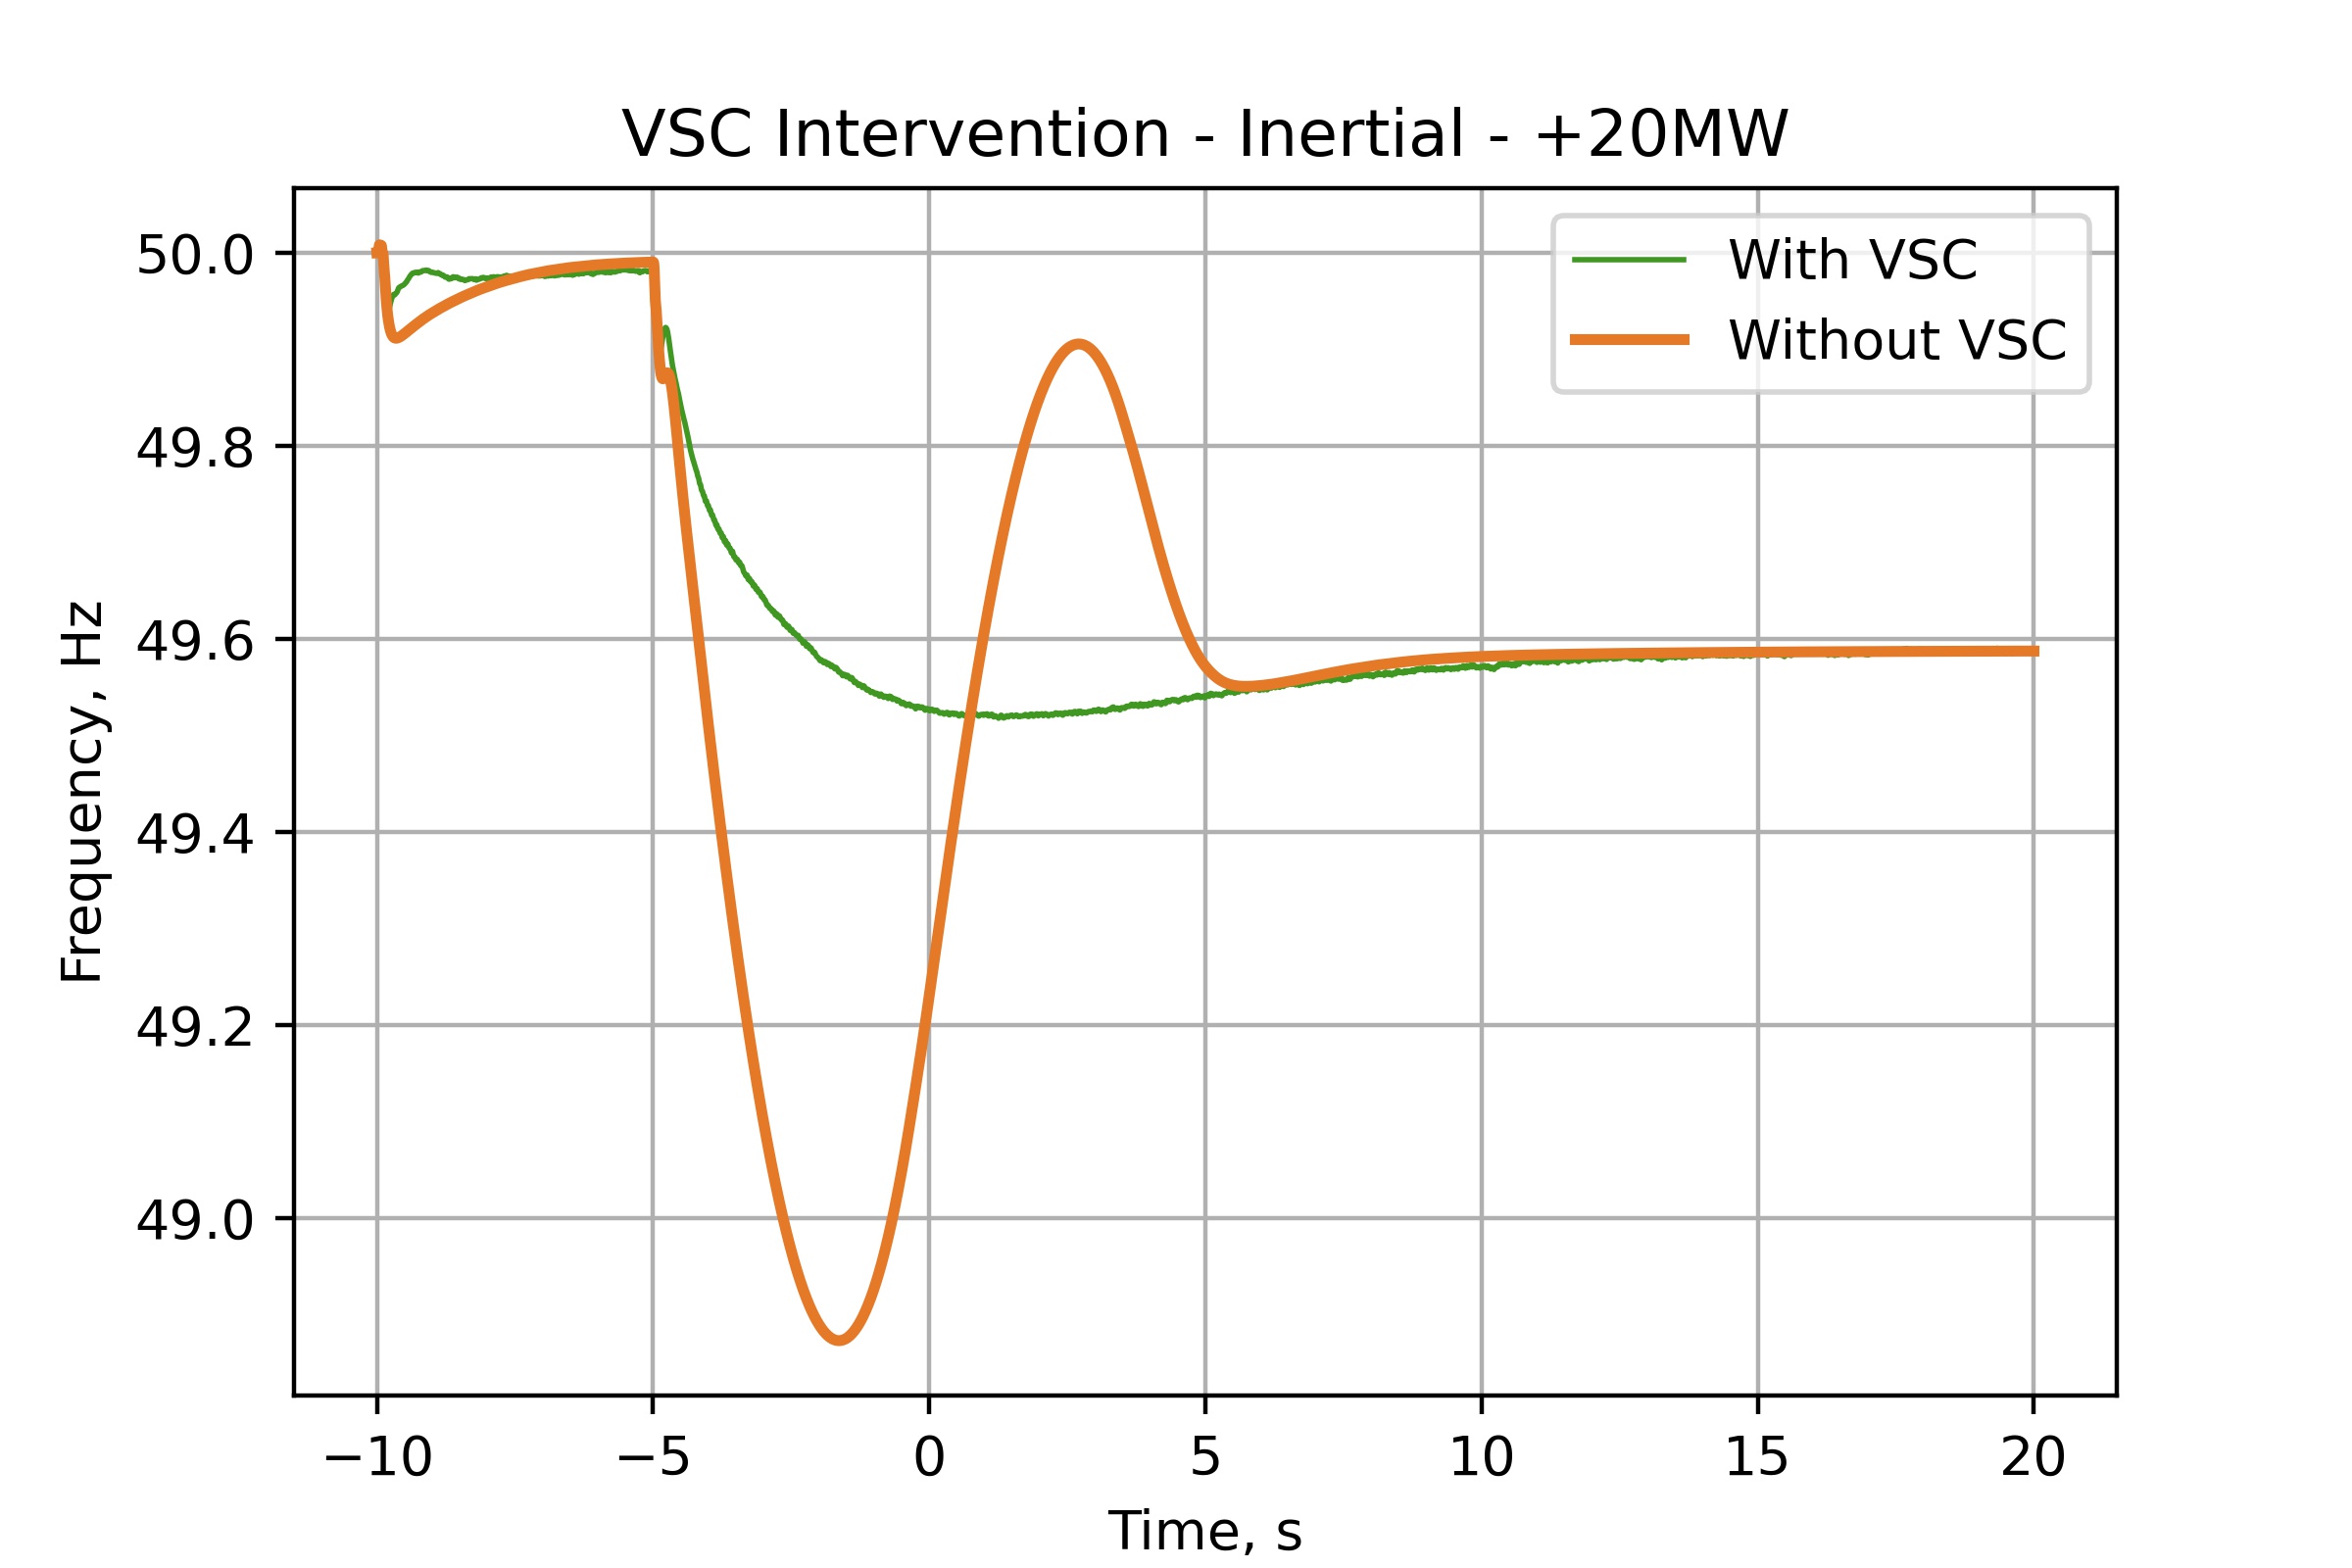 VSC Intervention - Inertial - +20MW
With VSC
Without VSC
50.0
49.8
49.6
49.4
49.2
49.0
Frequency, Hz
−10 −5 0 5 10 15 20
Time, s